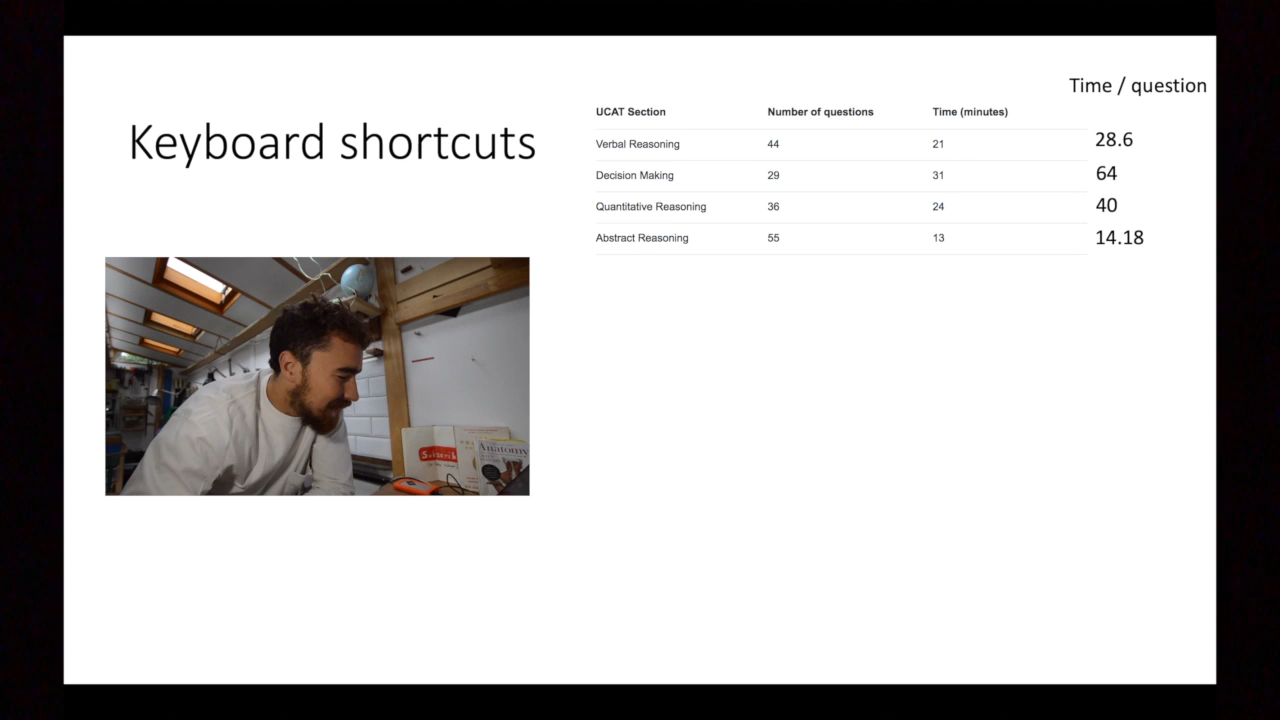 Keyboard shortcuts
Time / question
UCAT Section Number of questions Time (minutes)
Verbal Reasoning 44 21 28.6
Decision Making 29 31 64
Quantitative Reasoning 36 24 40
Abstract Reasoning 55 13 14.18
Subscrib
Anatomy